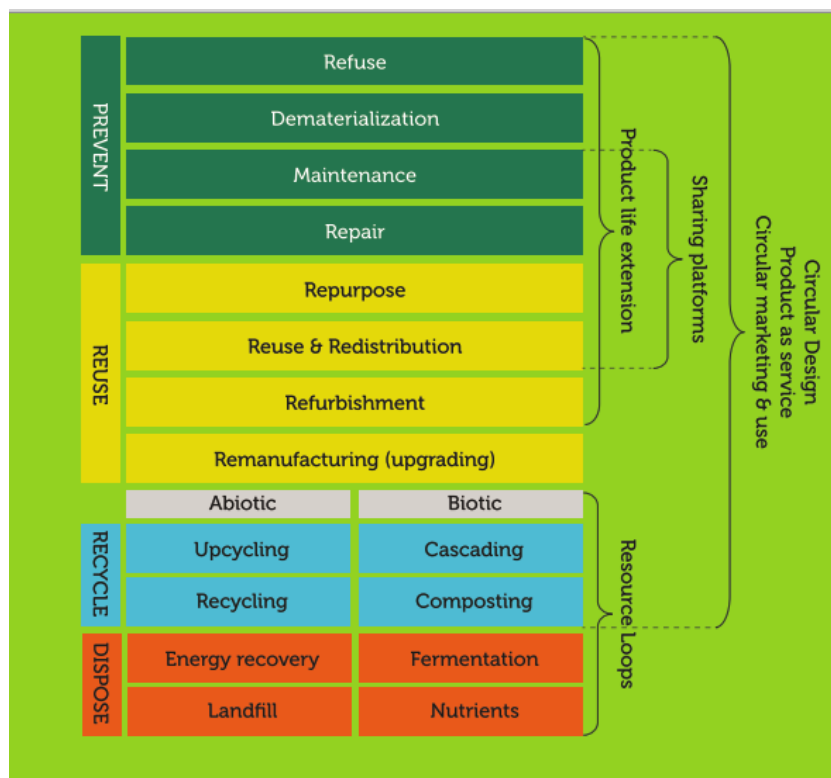 PREVENT
Refuse
Dematerialization
Maintenance
Repair
REUSE
Repurpose
Reuse & Redistribution
Refurbishment
Remanufacturing (upgrading)
Abiotic
Biotic
RECYCLE
Upcycling
Cascading
Recycling
Composting
DISPOSE
Energy recovery
Fermentation
Landfill
Nutrients
Product life extension
Sharing platforms
Circular Design
Product as service
Circular marketing & use
Resource Loops